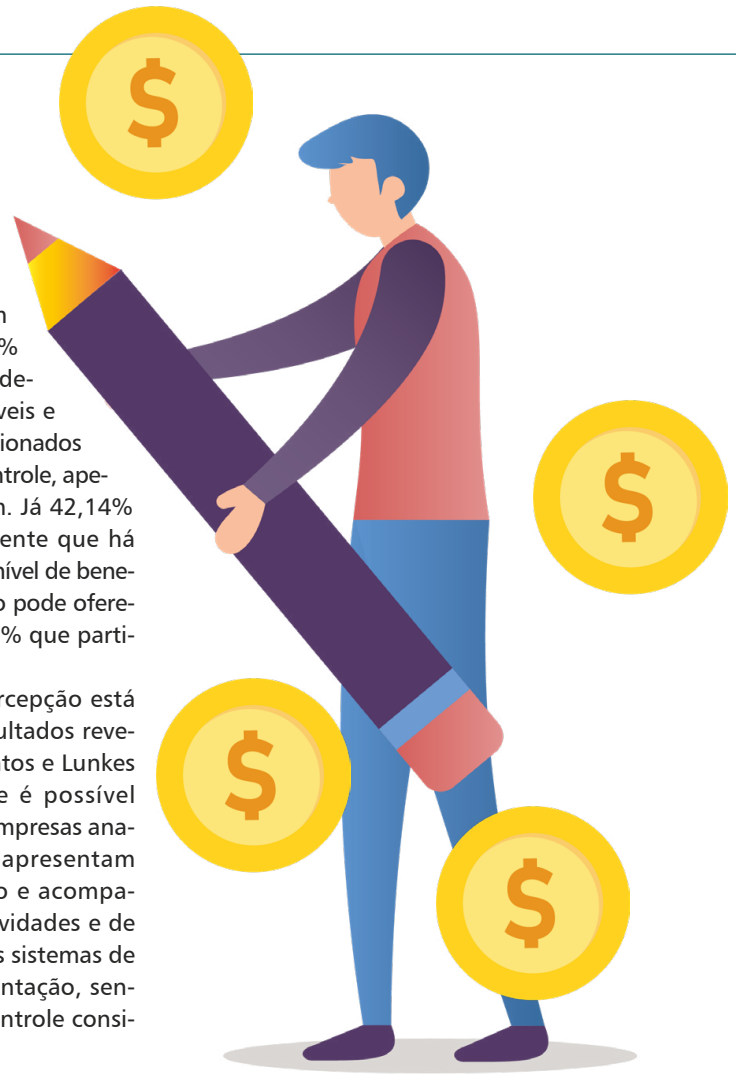 $
n
%
de-
veis e
ionados
ntrole, ape-
n. Já 42,14%
ente que há
nível de bene-
o pode ofere-
% que parti-
rcepção está
ultados reve-
tos e Lunkes
e é possível
mpresas ana-
apresentam
o e acompa-
vidades e de
s sistemas de
ntação, sen-
ntrole consi-
$
$
$